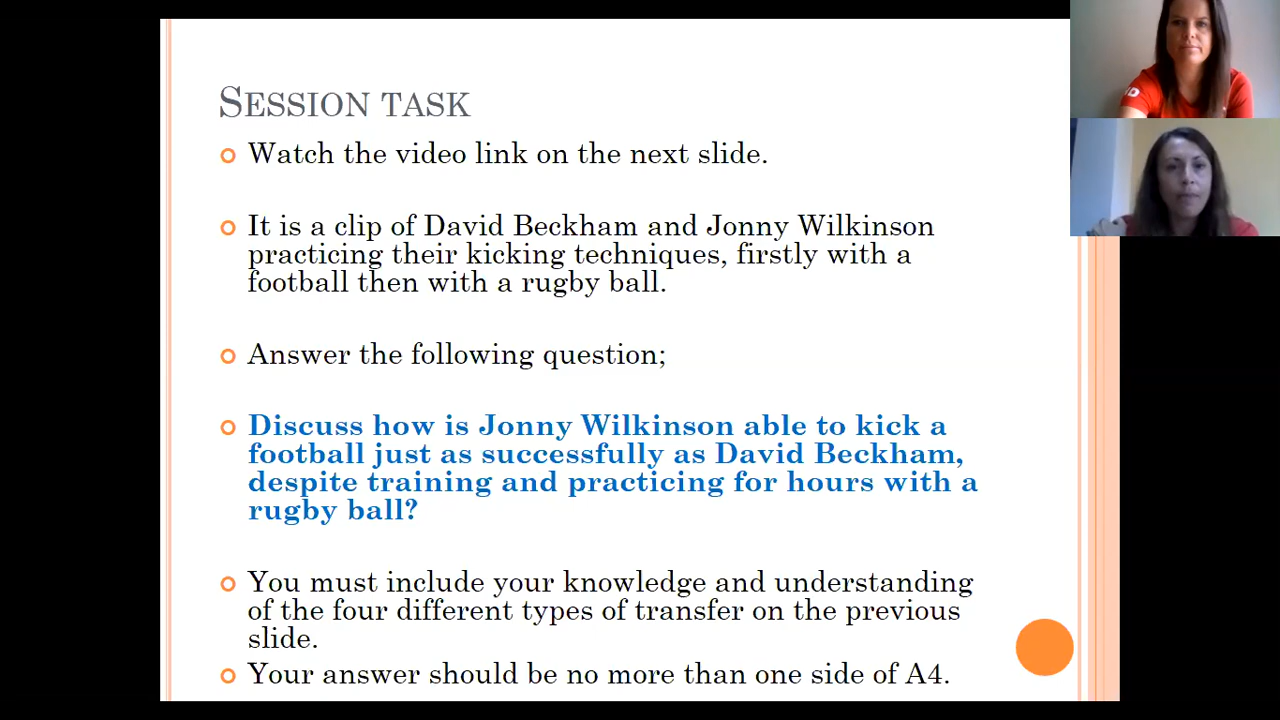 SESSION TASK
Watch the video link on the next slide.
It is a clip of David Beckham and Jonny Wilkinson
practicing their kicking techniques, firstly with a
football then with a rugby ball.
Answer the following question;
Discuss how is Jonny Wilkinson able to kick a
football just as successfully as David Beckham,
despite training and practicing for hours with a
rugby ball?
You must include your knowledge and understanding
of the four different types of transfer on the previous
slide.
Your answer should be no more than one side of A4.